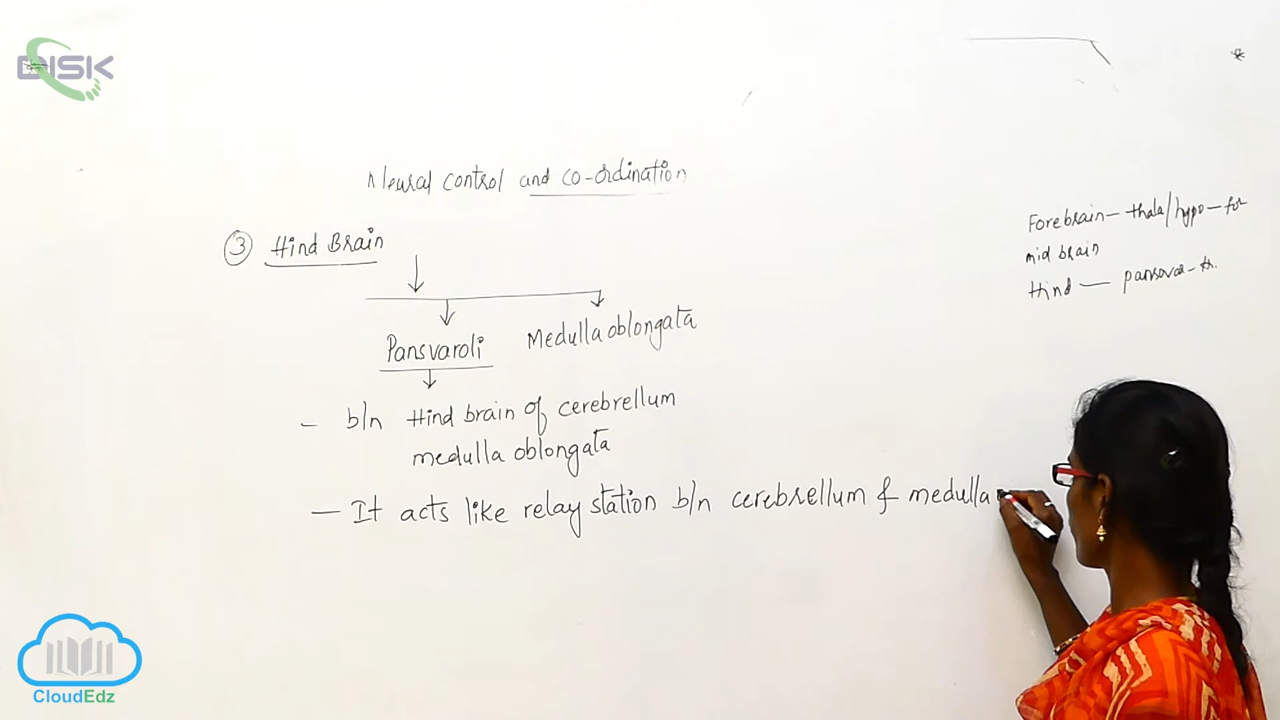 DISK
Neural control and co-ordination
③ Hind Brain
Pansvaroli
Medulla oblongata
- b/n Hind brain of cerebrellum
medulla oblongata
- It acts like relay station b/n cerebrellum & medulla
Forebrain - thala/hypo - for
mid brain
Hind -
CloudEdz